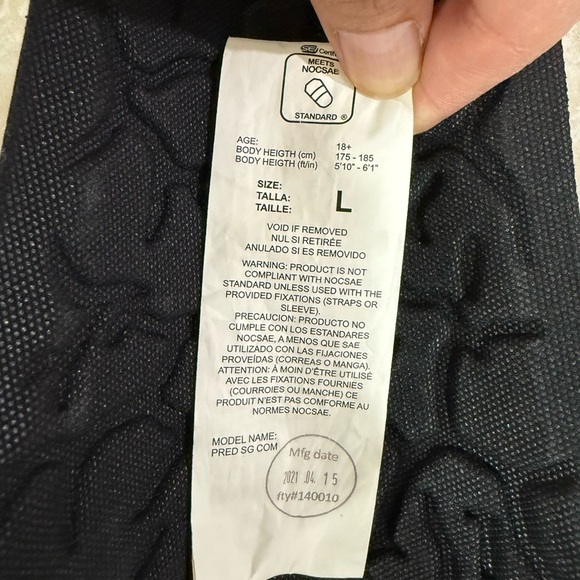 SEI Certif
MEETS
NOCSAE
STANDARD ®
AGE: 18+
BODY HEIGTH (cm) 175 - 185
BODY HEIGTH (ft/in) 5'10" - 6'1"
SIZE:
TALLA: L
TAILLE:
VOID IF REMOVED
NUL SI RETIRÉE
ANULADO SI ES REMOVIDO
WARNING: PRODUCT IS NOT
COMPLIANT WITH NOCSAE
STANDARD UNLESS USED WITH THE
PROVIDED FIXATIONS (STRAPS OR
SLEEVE).
PRECAUCION: PRODUCTO NO
CUMPLE CON LOS ESTANDARES
NOCSAE, A MENOS QUE SAE
UTILIZADO CON LAS FIJACIONES
PROVEÍDAS (CORREAS O MANGA).
ATTENTION: À MOIN D'ÊTRE UTILISÉ
AVEC LES FIXATIONS FOURNIES
(COURROIES OU MANCHE) CE
PRODUIT N'EST PAS CONFORME AU
NORMES NOCSAE.
MODEL NAME:
PRED SG COM
Mfg date
2021 .04. 15
fty#140010